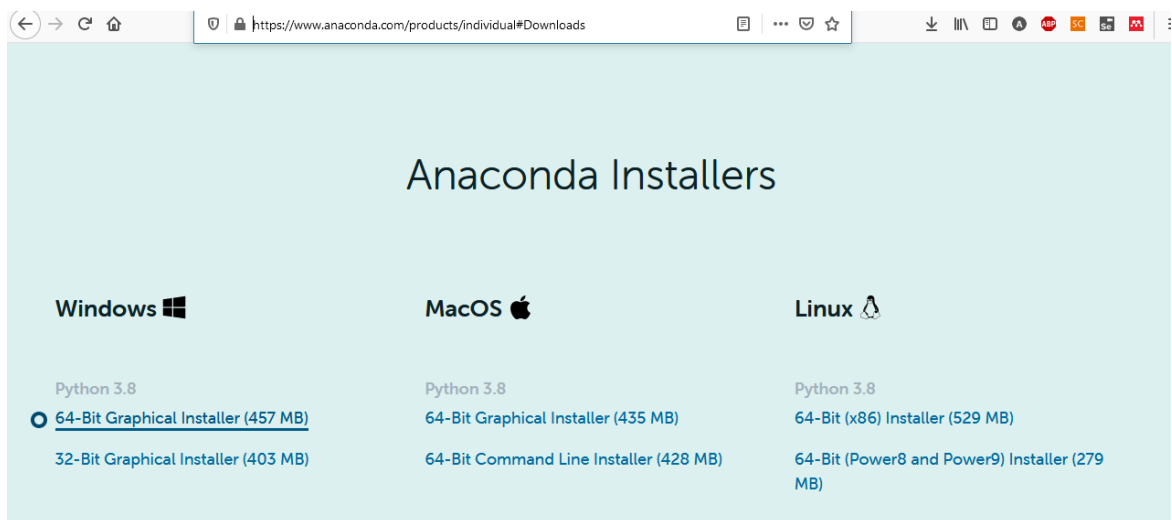 https://www.anaconda.com/products/individual#Downloads
A
ABP
SC
Se
Anaconda Installers
Windows
MacOS
Linux
Python 3.8
Python 3.8
Python 3.8
64-Bit Graphical Installer (457 MB)
64-Bit Graphical Installer (435 MB)
64-Bit (x86) Installer (529 MB)
32-Bit Graphical Installer (403 MB)
64-Bit Command Line Installer (428 MB)
64-Bit (Power8 and Power9) Installer (279
MB)